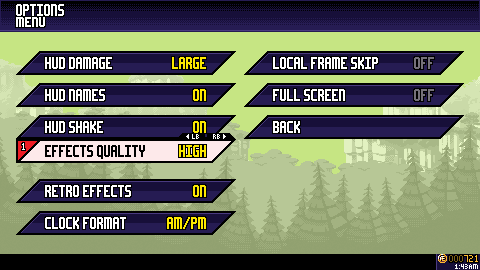 OPTIONS
MENU
HUD DAMAGE LARGE
HUD NAMES ON
HUD SHAKE ON
LB RB
1 EFFECTS QUALITY HIGH
RETRO EFFECTS ON
CLOCK FORMAT AM/PM
LOCAL FRAME SKIP OFF
FULL SCREEN OFF
BACK
000721
1:43AM